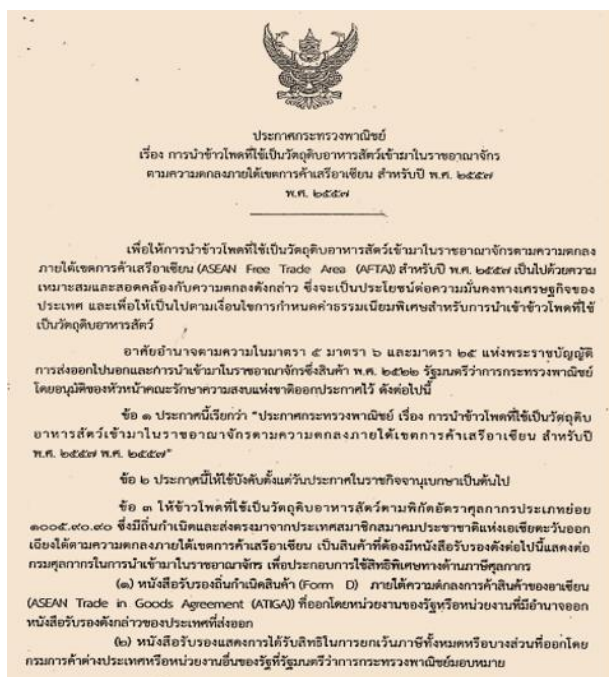 ประกาศกระทรวงพาณิชย์
เรื่อง การนำข้าวโพดที่ใช้เป็นวัตถุดิบอาหารสัตว์เข้ามาในราชอาณาจักร
ตามความตกลงภายใต้เขตการค้าเสรีอาเซียน สำหรับปี พ.ศ. ๒๕๕๗
พ.ศ. ๒๕๕๗
เพื่อให้การนำข้าวโพดที่ใช้เป็นวัตถุดิบอาหารสัตว์เข้ามาในราชอาณาจักรตามความตกลง
ภายใต้เขตการค้าเสรีอาเซียน (ASEAN Free Trade Area (AFTA)) สำหรับปี พ.ศ. ๒๕๕๗ เป็นไปด้วยความ
เหมาะสมและสอดคล้องกับความตกลงดังกล่าว ซึ่งจะเป็นประโยชน์ต่อความมั่นคงทางเศรษฐกิจของ
ประเทศ และเพื่อให้เป็นไปตามเงื่อนไขการกำหนดค่าธรรมเนียมพิเศษสำหรับการนำเข้าข้าวโพดที่ใช้
เป็นวัตถุดิบอาหารสัตว์
อาศัยอำนาจตามความในมาตรา ๕ มาตรา ๖ และมาตรา ๒๕ แห่งพระราชบัญญัติ
การส่งออกไปนอกและการนำเข้ามาในราชอาณาจักรซึ่งสินค้า พ.ศ. ๒๕๒๒ รัฐมนตรีว่าการกระทรวงพาณิชย์
โดยอนุมัติของหัวหน้าคณะรักษาความสงบแห่งชาติออกประกาศไว้ ดังต่อไปนี้
ข้อ ๑ ประกาศนี้เรียกว่า "ประกาศกระทรวงพาณิชย์ เรื่อง การนำข้าวโพดที่ใช้เป็นวัตถุดิบ
อาหารสัตว์เข้ามาในราชอาณาจักรตามความตกลงภายใต้เขตการค้าเสรีอาเซียน สำหรับปี
พ.ศ. ๒๕๕๗ พ.ศ. ๒๕๕๗"
ข้อ ๒ ประกาศนี้ให้ใช้บังคับตั้งแต่วันประกาศในราชกิจจานุเบกษาเป็นต้นไป
ข้อ ๓ ให้ข้าวโพดที่ใช้เป็นวัตถุดิบอาหารสัตว์ตามพิกัดอัตราศุลกากรประเภทย่อย
๑๐๐๕.๙๐.๙๐ ซึ่งมีถิ่นกำเนิดและส่งตรงมาจากประเทศสมาชิกสมาคมประชาชาติแห่งเอเชียตะวันออก
เฉียงใต้ตามความตกลงภายใต้เขตการค้าเสรีอาเซียน เป็นสินค้าที่ต้องมีหนังสือรับรองดังต่อไปนี้แสดงต่อ
กรมศุลกากรในการนำเข้ามาในราชอาณาจักร เพื่อประกอบการใช้สิทธิพิเศษทางด้านภาษีศุลกากร
(๑) หนังสือรับรองถิ่นกำเนิดสินค้า (Form D) ภายใต้ความตกลงการค้าสินค้าของอาเซียน
(ASEAN Trade in Goods Agreement (ATIGA)) ที่ออกโดยหน่วยงานของรัฐหรือหน่วยงานที่มีอำนาจออก
หนังสือรับรองดังกล่าวของประเทศที่ส่งออก
(๒) หนังสือรับรองแสดงการได้รับสิทธิในการยกเว้นภาษีทั้งหมดหรือบางส่วนที่ออกโดย
กรมการค้าต่างประเทศหรือหน่วยงานอื่นของรัฐที่รัฐมนตรีว่าการกระทรวงพาณิชย์มอบหมาย